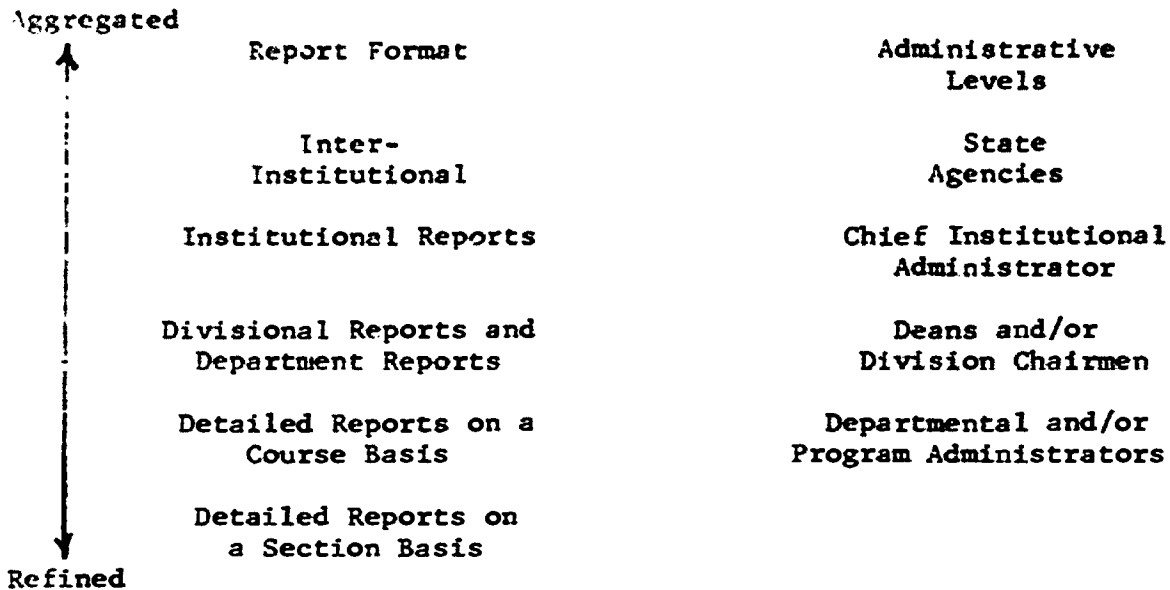 Aggregated
Report Format
Administrative
Levels
Inter-
Institutional
State
Agencies
Institutional Reports
Chief Institutional
Administrator
Divisional Reports and
Department Reports
Deans and/or
Division Chairmen
Detailed Reports on a
Course Basis
Departmental and/or
Program Administrators
Detailed Reports on
a Section Basis
Refined